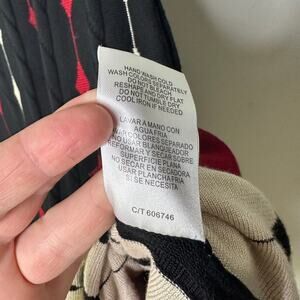 HAND WASH COLD
WASH COLORS SEPARATELY
DO NOT BLEACH
RESHAPE AND DRY FLAT
DO NOT TUMBLE DRY
COOL IRON IF NEEDED
LAVAR A MANO CON
AGUA FRIA
LAVAR COLORES SEPARADO
NO USAR BLANQUEADOR
REFORMAR Y SECAR SOBRE
SUPERFICIE PLANA
NO SECAR EN SECADORA
USAR PLANCHA FRIA
SI SE NECESITA
C/T 606746